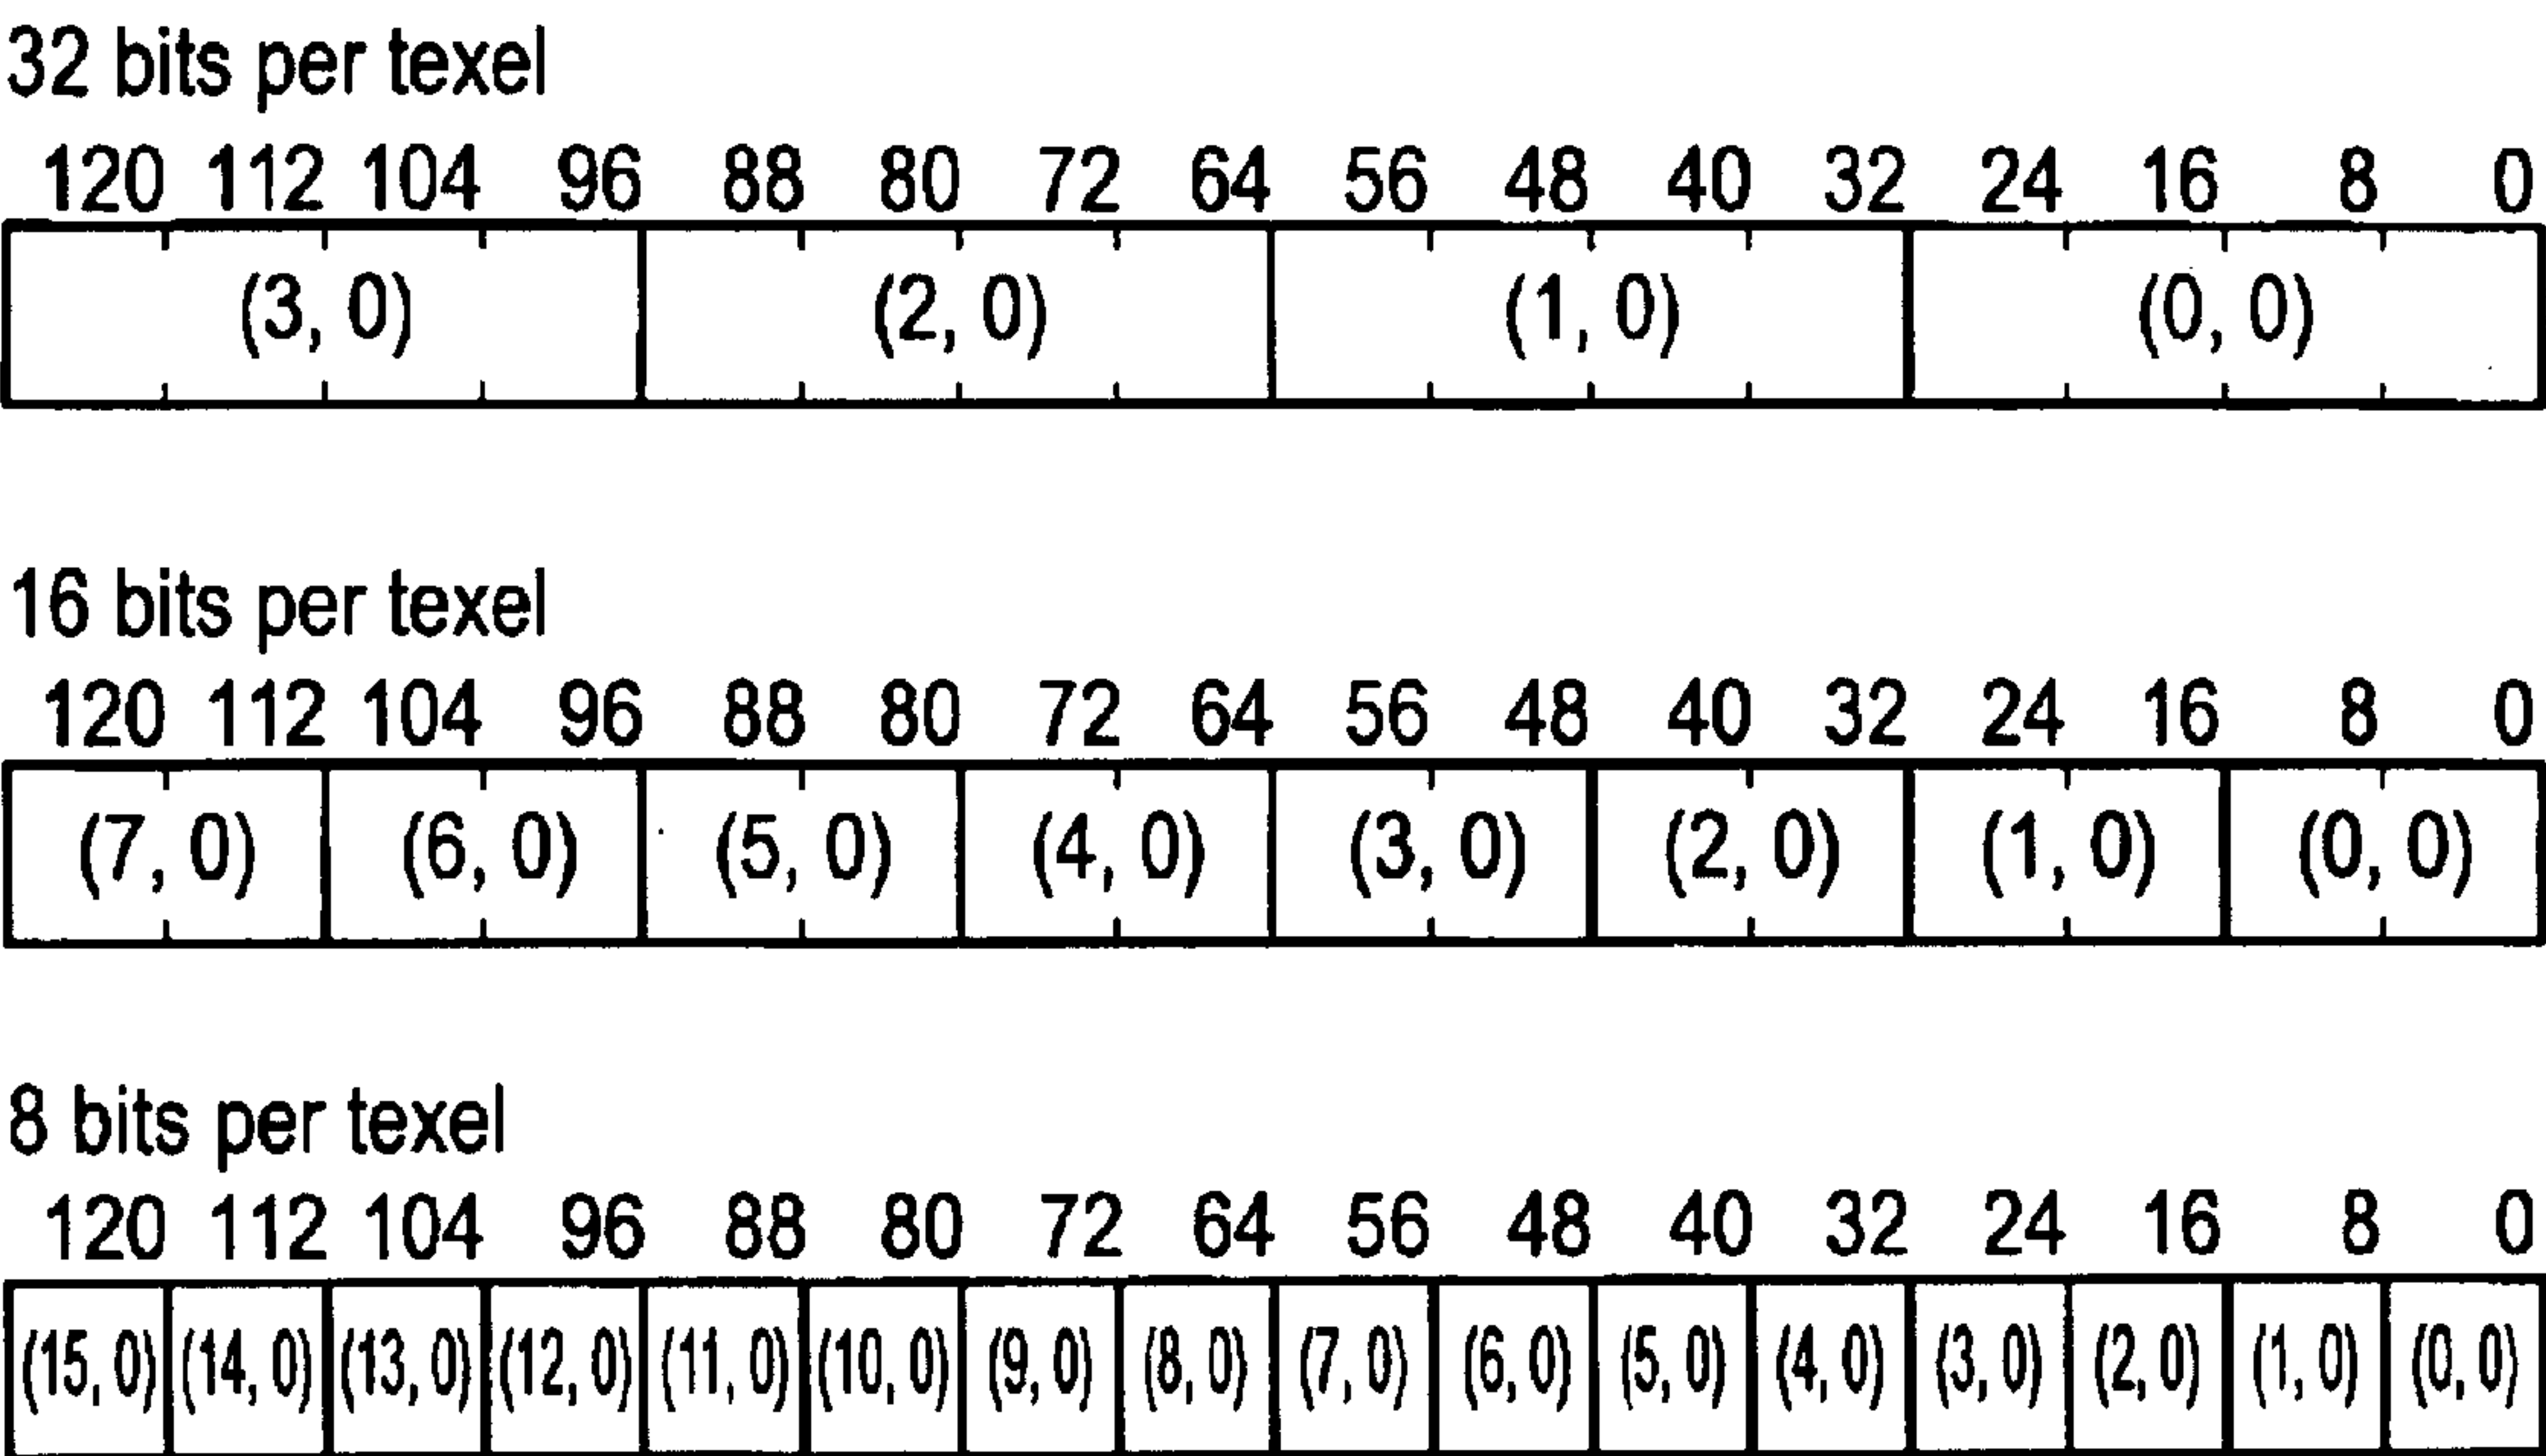 32 bits per texel
120 112 104 96 88 80 72 64 56 48 40 32 24 16 8 0
(3, 0) (2, 0) (1, 0) (0, 0)
16 bits per texel
120 112 104 96 88 80 72 64 56 48 40 32 24 16 8 0
(7, 0) (6, 0) (5, 0) (4, 0) (3, 0) (2, 0) (1, 0) (0, 0)
8 bits per texel
120 112 104 96 88 80 72 64 56 48 40 32 24 16 8 0
(15, 0) (14, 0) (13, 0) (12, 0) (11, 0) (10, 0) (9, 0) (8, 0) (7, 0) (6, 0) (5, 0) (4, 0) (3, 0) (2, 0) (1, 0) (0, 0)